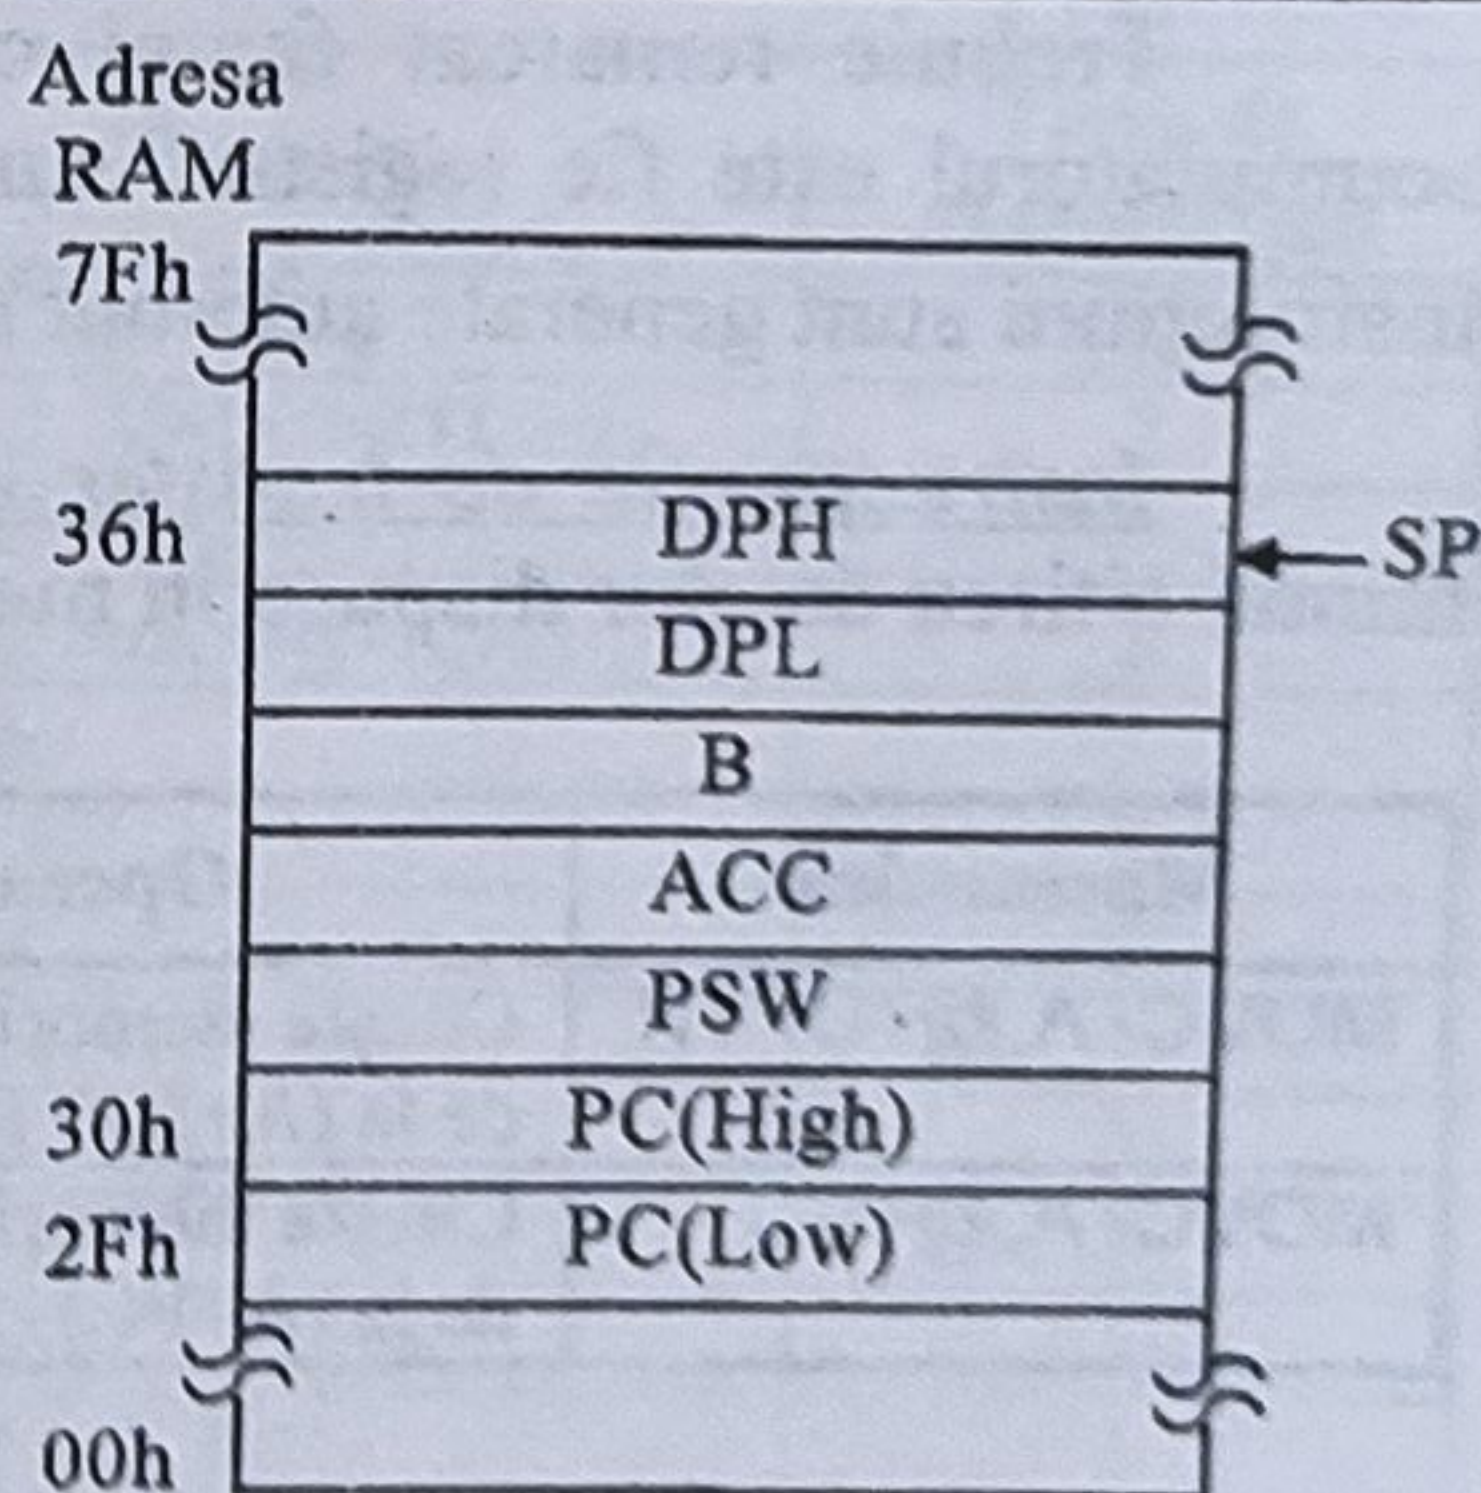 Adresa
RAM
7Fh
36h DPH SP
DPL
B
ACC
PSW
30h PC(High)
2Fh PC(Low)
00h